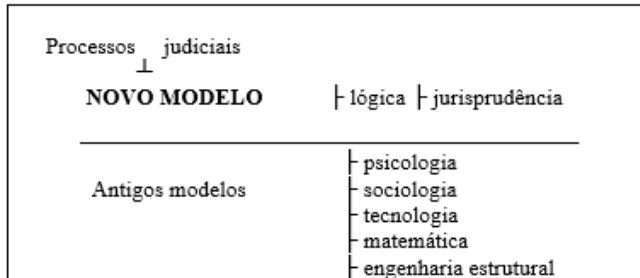 Processos judiciais
⊥
NOVO MODELO ├ lógica ├ jurisprudência
├ psicologia
Antigos modelos ├ sociologia
├ tecnologia
├ matemática
├ engenharia estrutural